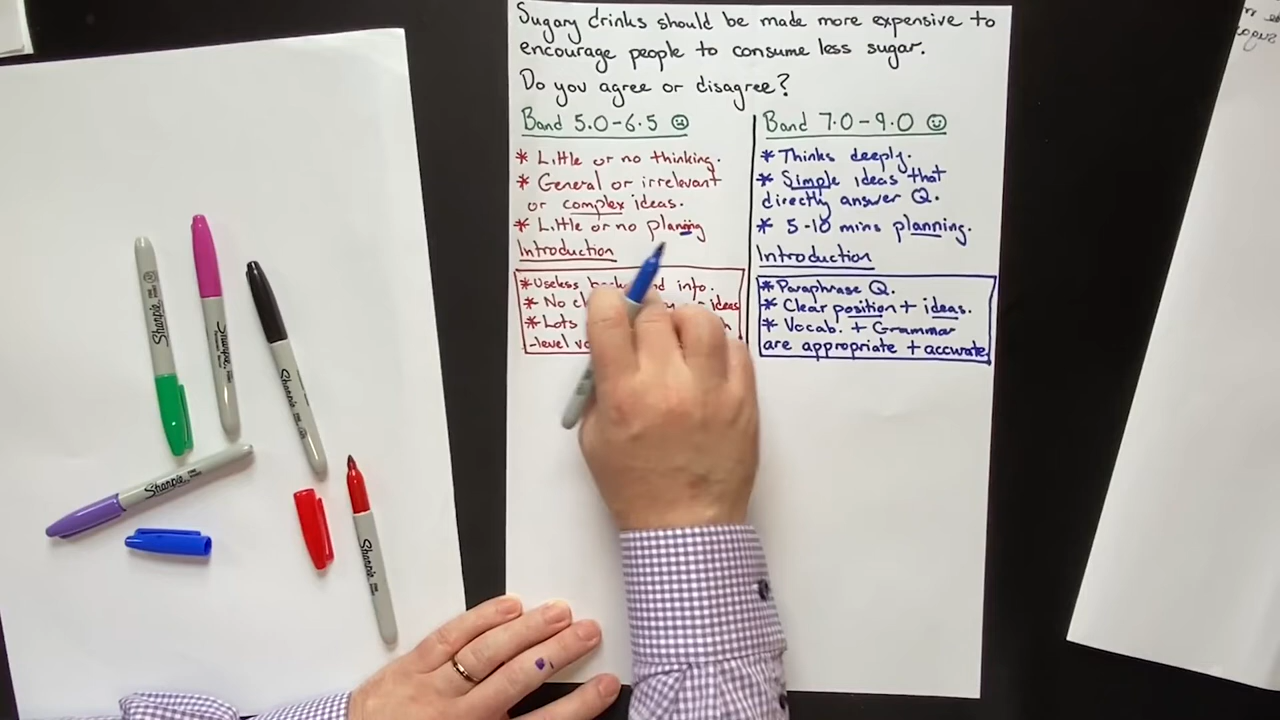 Sugary drinks should be made more expensive to
encourage people to consume less sugar.
Do you agree or disagree?
Band 5.0-6.5
* Little or no thinking.
* General or irrelevant
or complex ideas.
* Little or no planning
Introduction
*Useless info.
* No ideas
*Lots
-level
Band 7.0-9.0
* Thinks deeply.
* Simple ideas that
directly answer Q.
* 5-10 mins planning.
Introduction
*Paraphrase Q.
* Clear position + ideas.
* Vocab. + Grammar
are appropriate + accurate
Sharpie
Sharpie
Sharpie
Sharpie
Sharpie